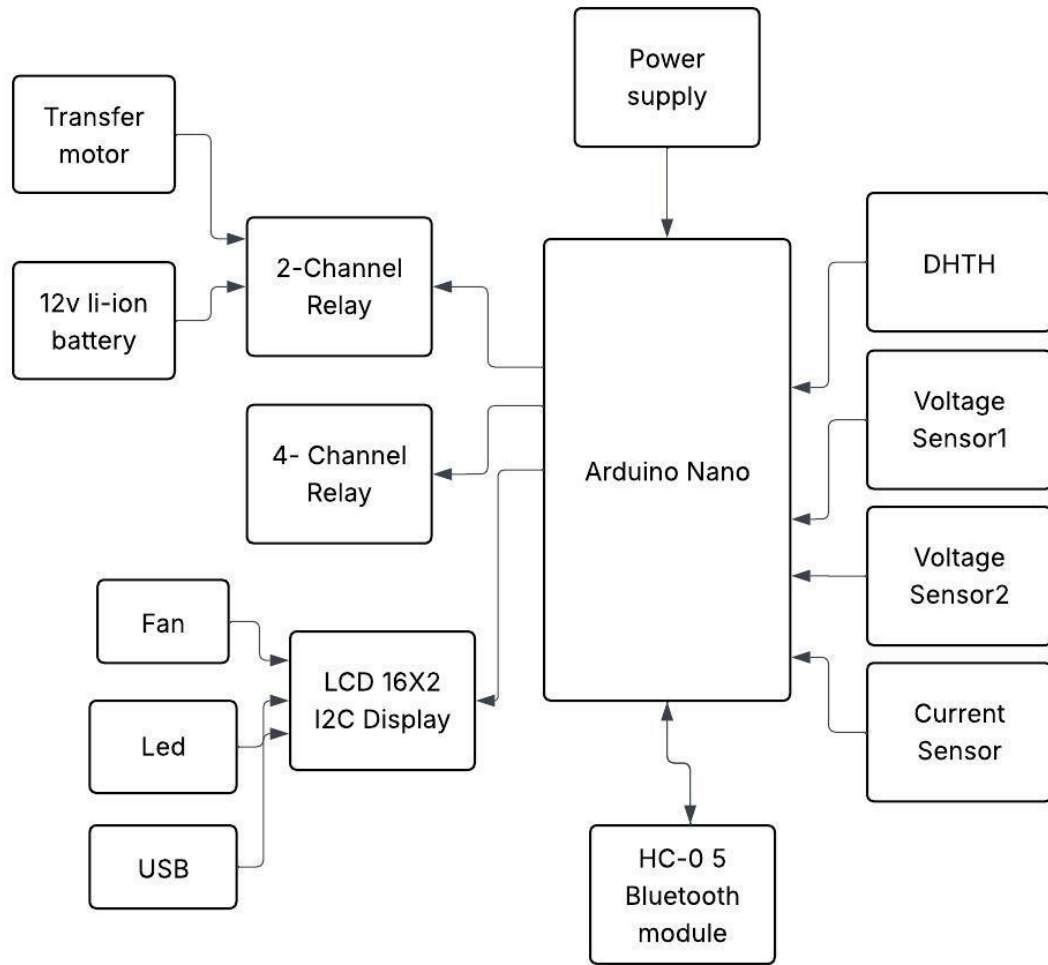 Power
supply
Transfer
motor
2-Channel
Relay
12v li-ion
battery
4- Channel
Relay
Arduino Nano
DHTH
Voltage
Sensor1
Voltage
Sensor2
Current
Sensor
Fan
Led
USB
LCD 16X2
I2C Display
HC-0 5
Bluetooth
module